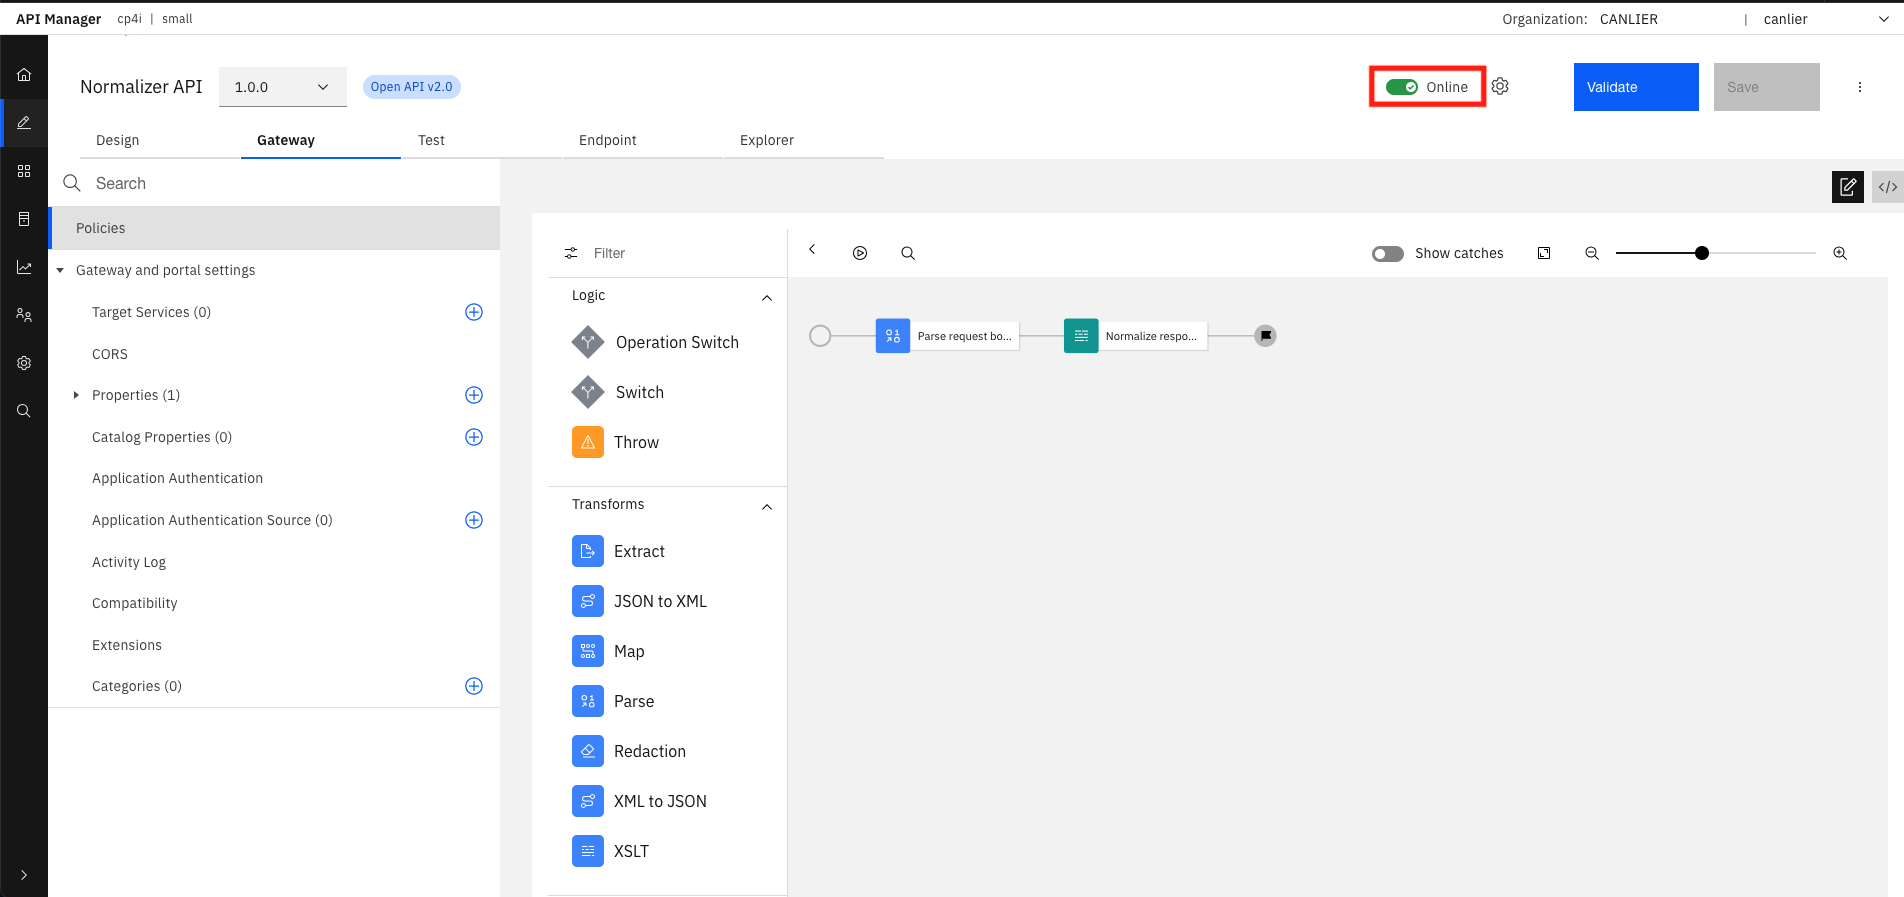 API Manager cp4i | small Organization: CANLIER | canlier
Normalizer API 1.0.0 Open API v2.0 Online Validate Save
Design Gateway Test Endpoint Explorer
Search
Policies
Gateway and portal settings
Target Services (0)
CORS
Properties (1)
Catalog Properties (0)
Application Authentication
Application Authentication Source (0)
Activity Log
Compatibility
Extensions
Categories (0)
Filter
Logic
Operation Switch
Switch
Throw
Transforms
Extract
JSON to XML
Map
Parse
Redaction
XML to JSON
XSLT
Show catches
</>
Parse request bo... Normalize respo...